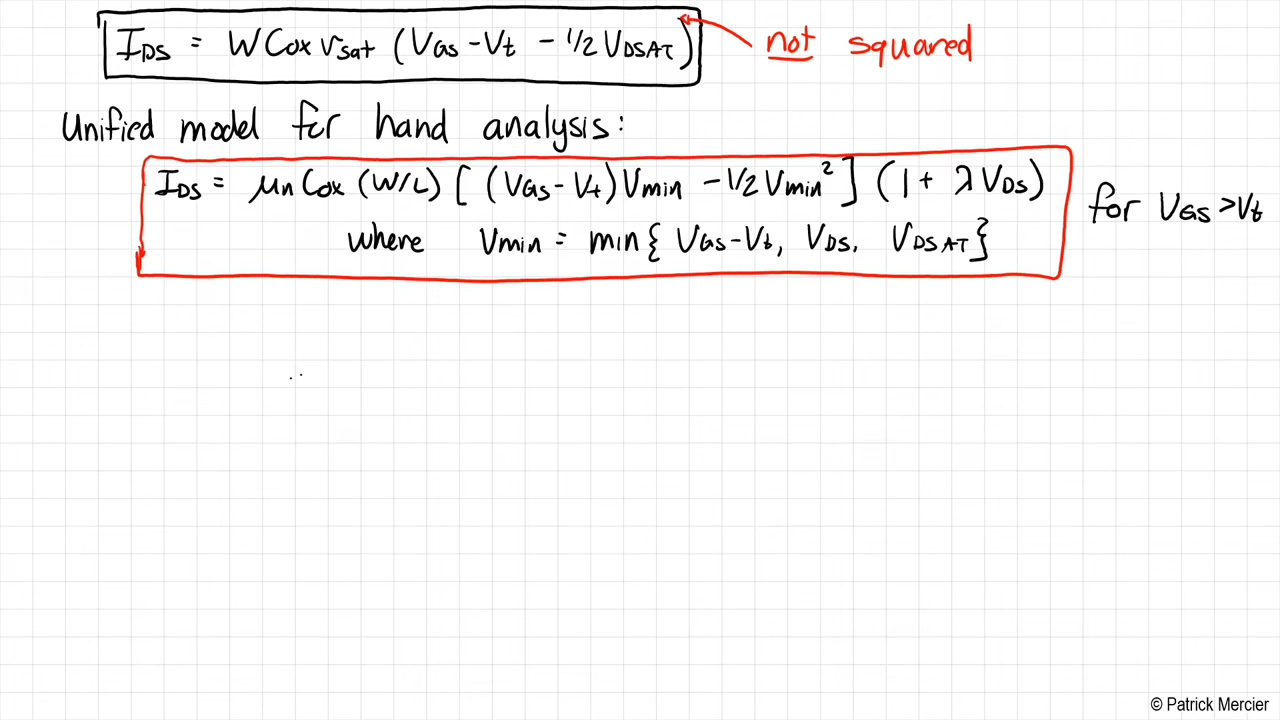 IDS = W Cox vsat (VGS - Vt - 1/2 VDSAT)
not squared
Unified model for hand analysis:
IDS = μn Cox (W/L) [(VGS - Vt) Vmin - 1/2 Vmin²] (1 + λ VDS)
for VGS > Vt
where Vmin = min{ VGS - Vt, VDS, VDSAT }
© Patrick Mercier